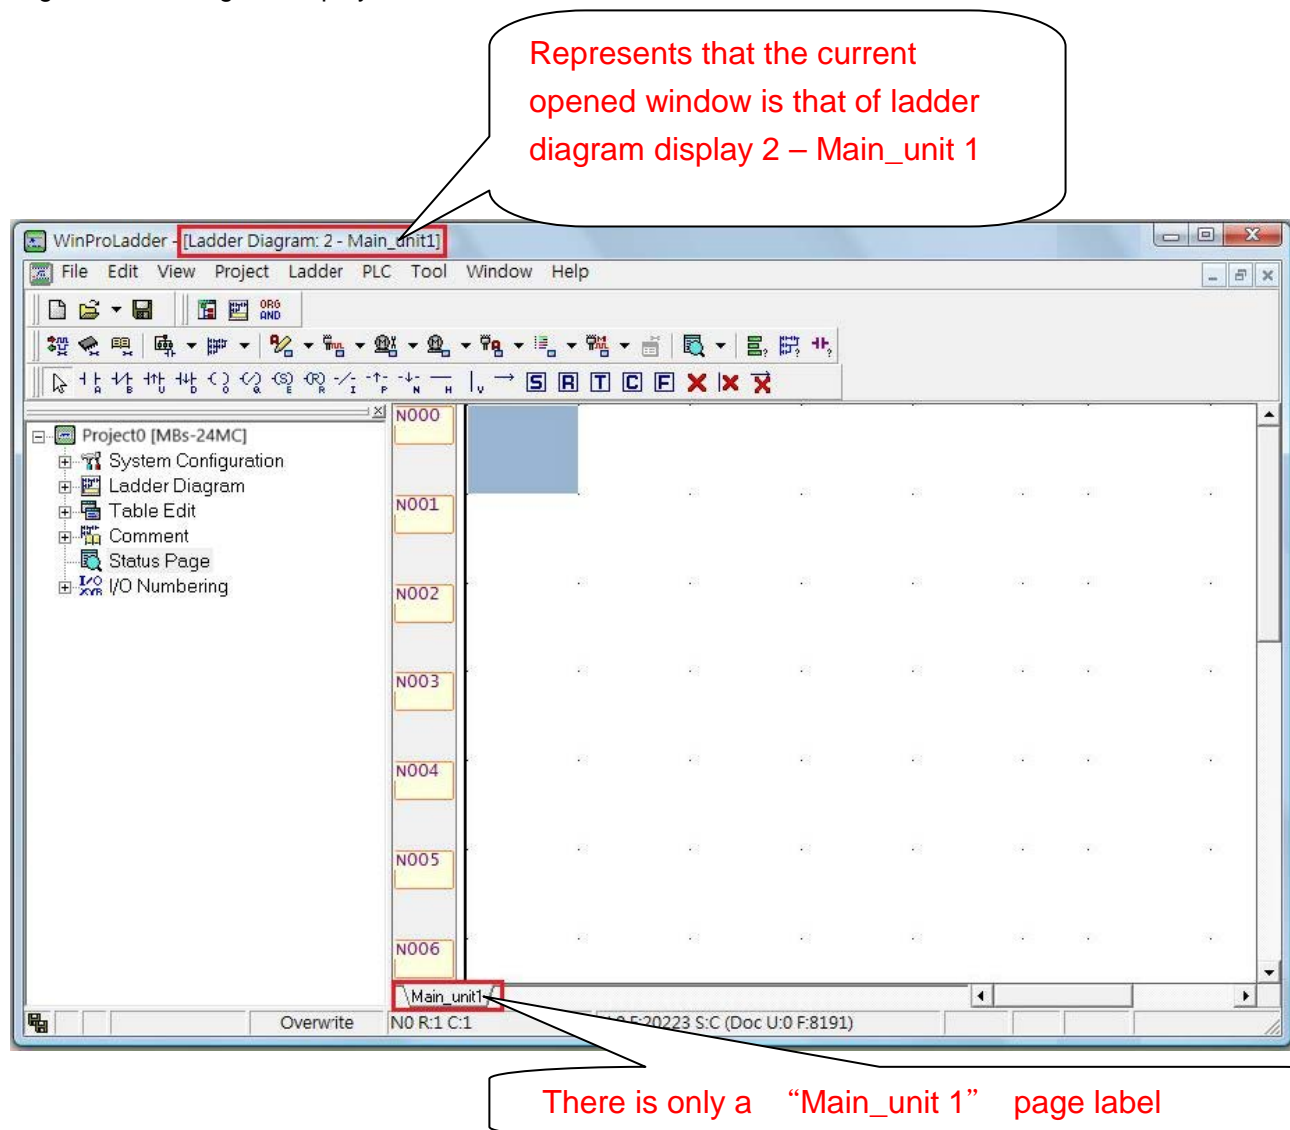 Represents that the current
opened window is that of ladder
diagram display 2 – Main_unit 1
WinProLadder - [Ladder Diagram: 2 - Main_unit1]
File Edit View Project Ladder PLC Tool Window Help
ORG
AND
A B U D O Q E R I P N H V S R T C F
Project0 [MBs-24MC]
System Configuration
Ladder Diagram
Table Edit
Comment
Status Page
I/O Numbering
N000
N001
N002
N003
N004
N005
N006
Main_unit1
Overwrite N0 R:1 C:1 F:20223 S:C (Doc U:0 F:8191)
There is only a “Main_unit 1” page label